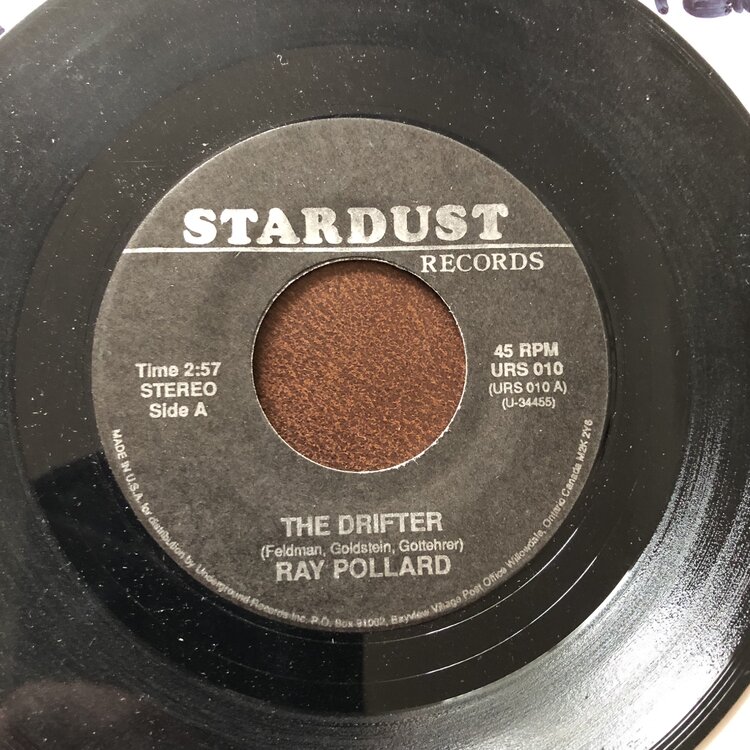 STARDUST
RECORDS
Time 2:57
STEREO
Side A
45 RPM
URS 010
(URS 010 A)
(U-34455)
THE DRIFTER
(Feldman, Goldstein, Gottehrer)
RAY POLLARD
MADE IN U.S.A. for distribution by Underground Records Inc. P.O. Box 91082, Bayview Village Post Office Willowdale, Ontario Canada M2K 2Y6